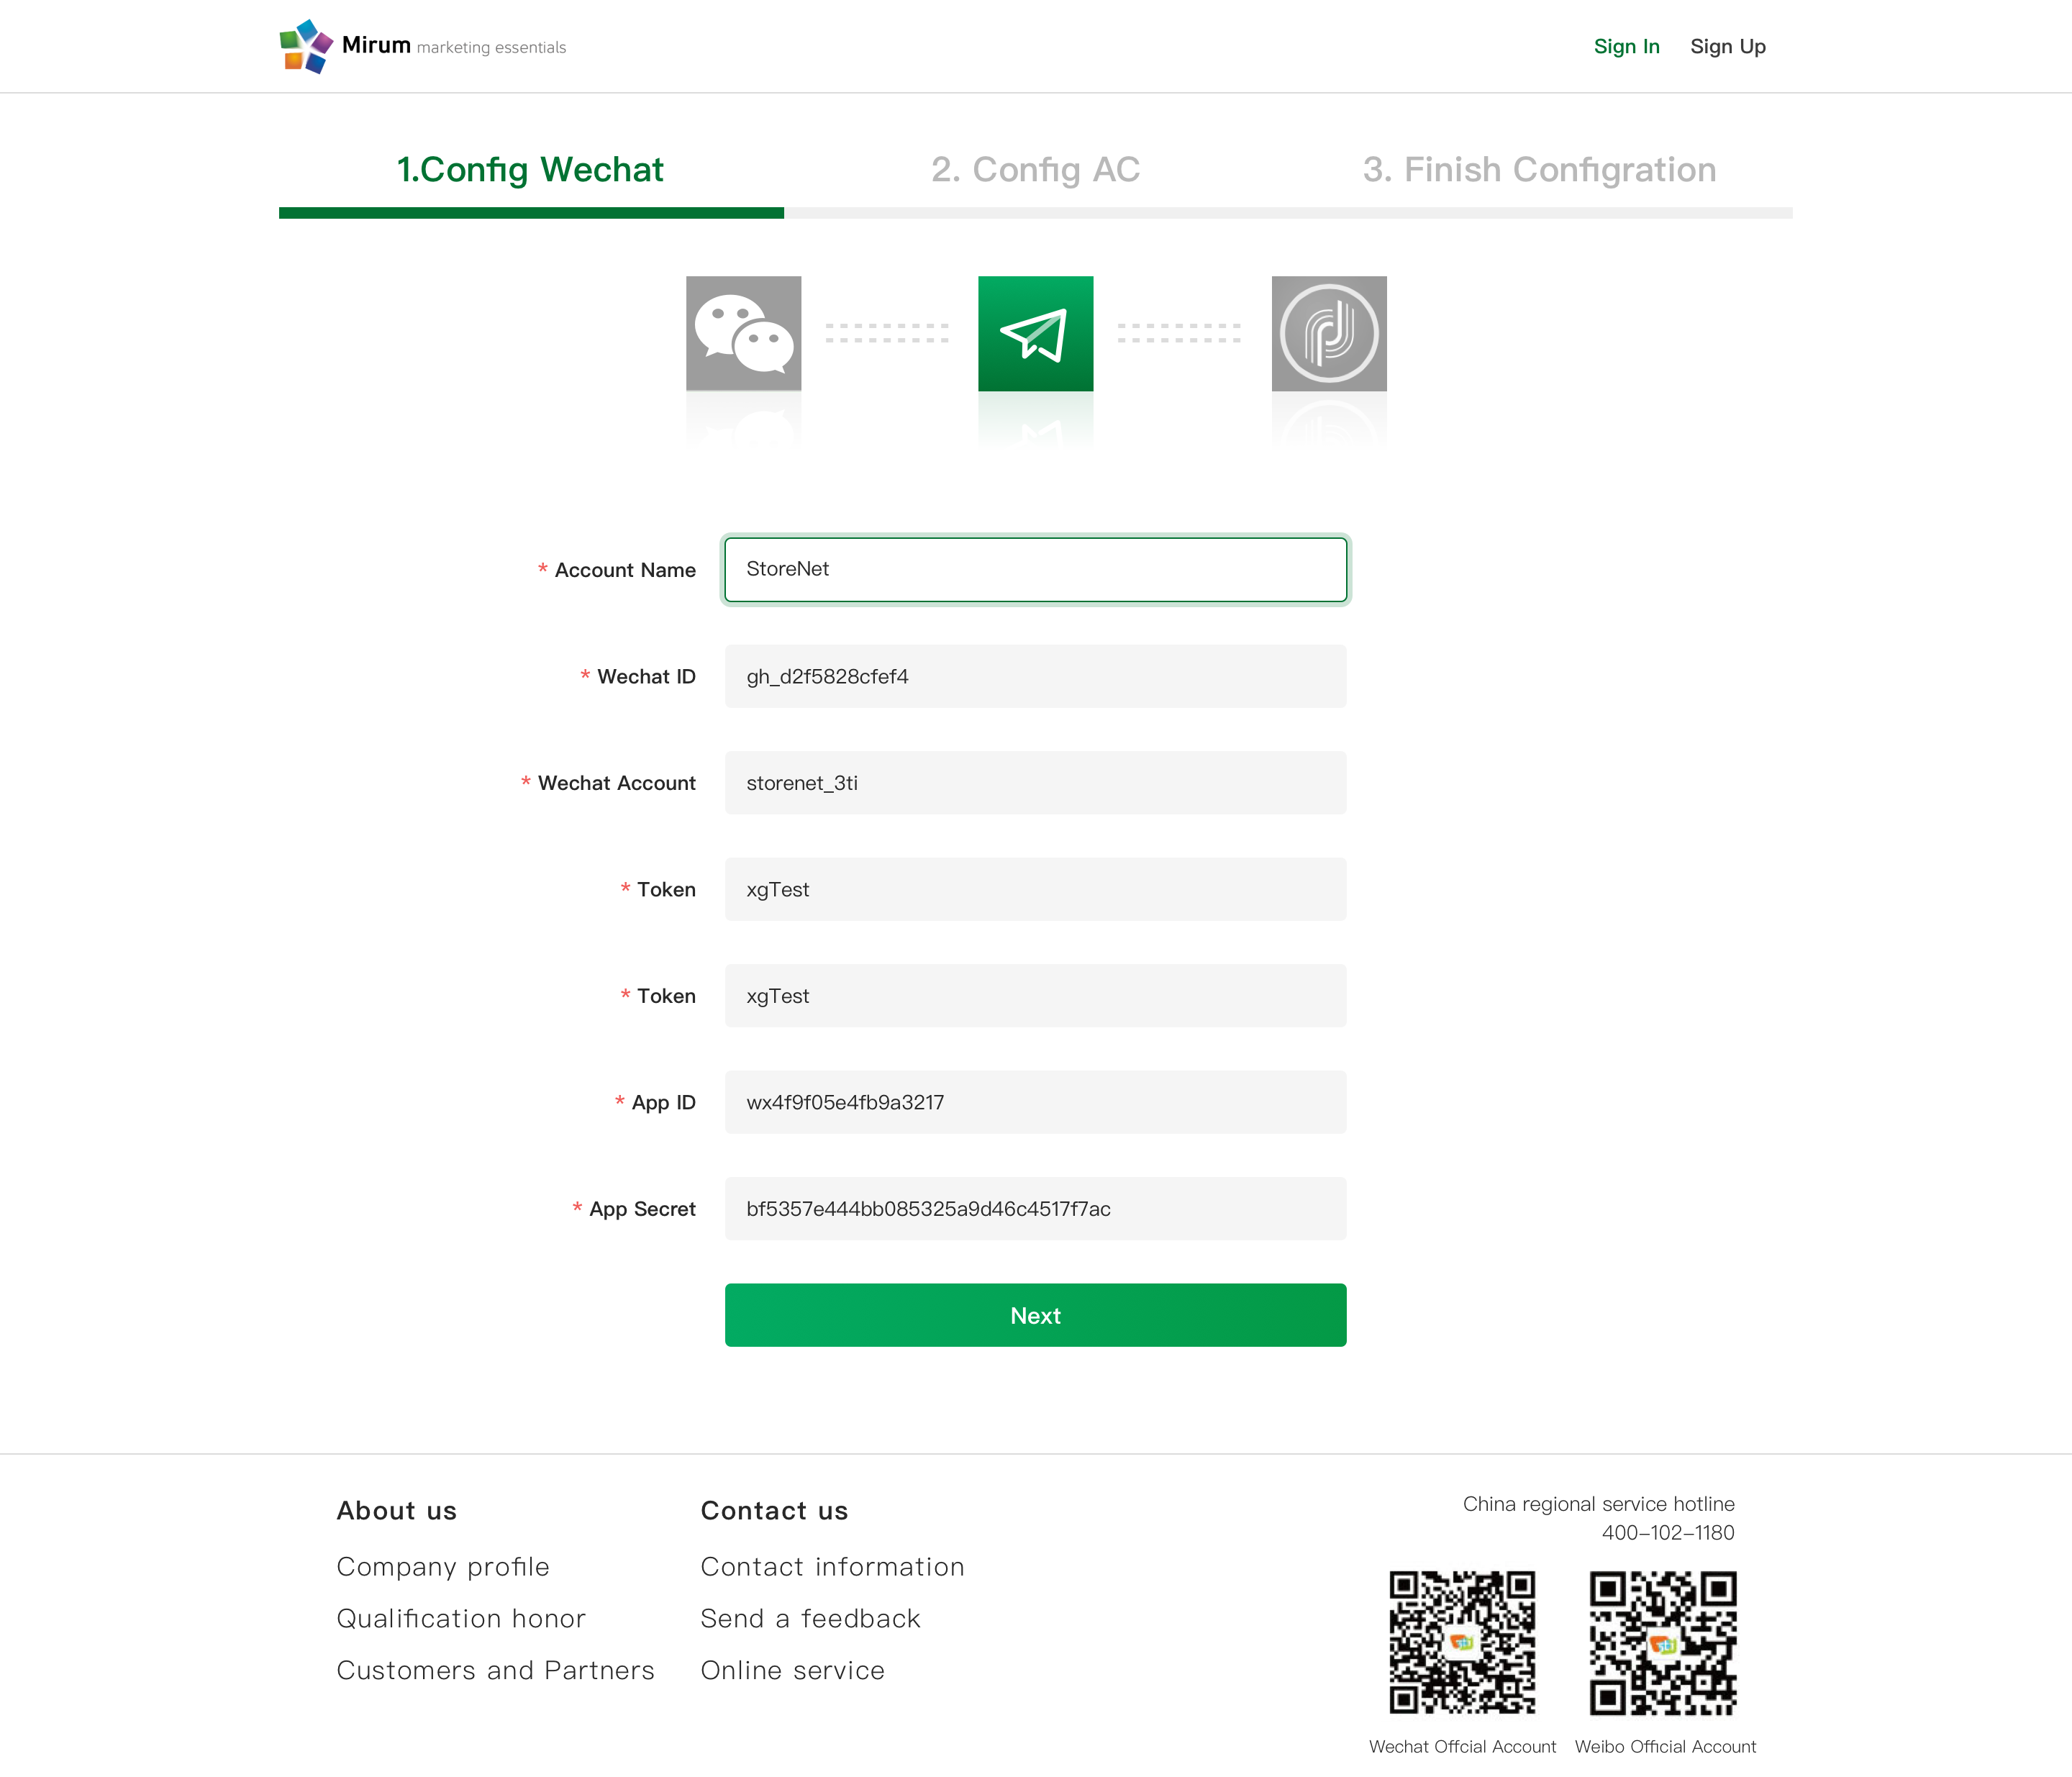 Mirum marketing essentials
Sign In Sign Up
1.Config Wechat 2. Config AC 3. Finish Configration
* Account Name StoreNet
* Wechat ID gh_d2f5828cfef4
* Wechat Account storenet_3ti
* Token xgTest
* Token xgTest
* App ID wx4f9f05e4fb9a3217
* App Secret bf5357e444bb085325a9d46c4517f7ac
Next
About us
Company profile
Qualification honor
Customers and Partners
Contact us
Contact information
Send a feedback
Online service
China regional service hotline
400-102-1180
Wechat Offcial Account
Weibo Official Account